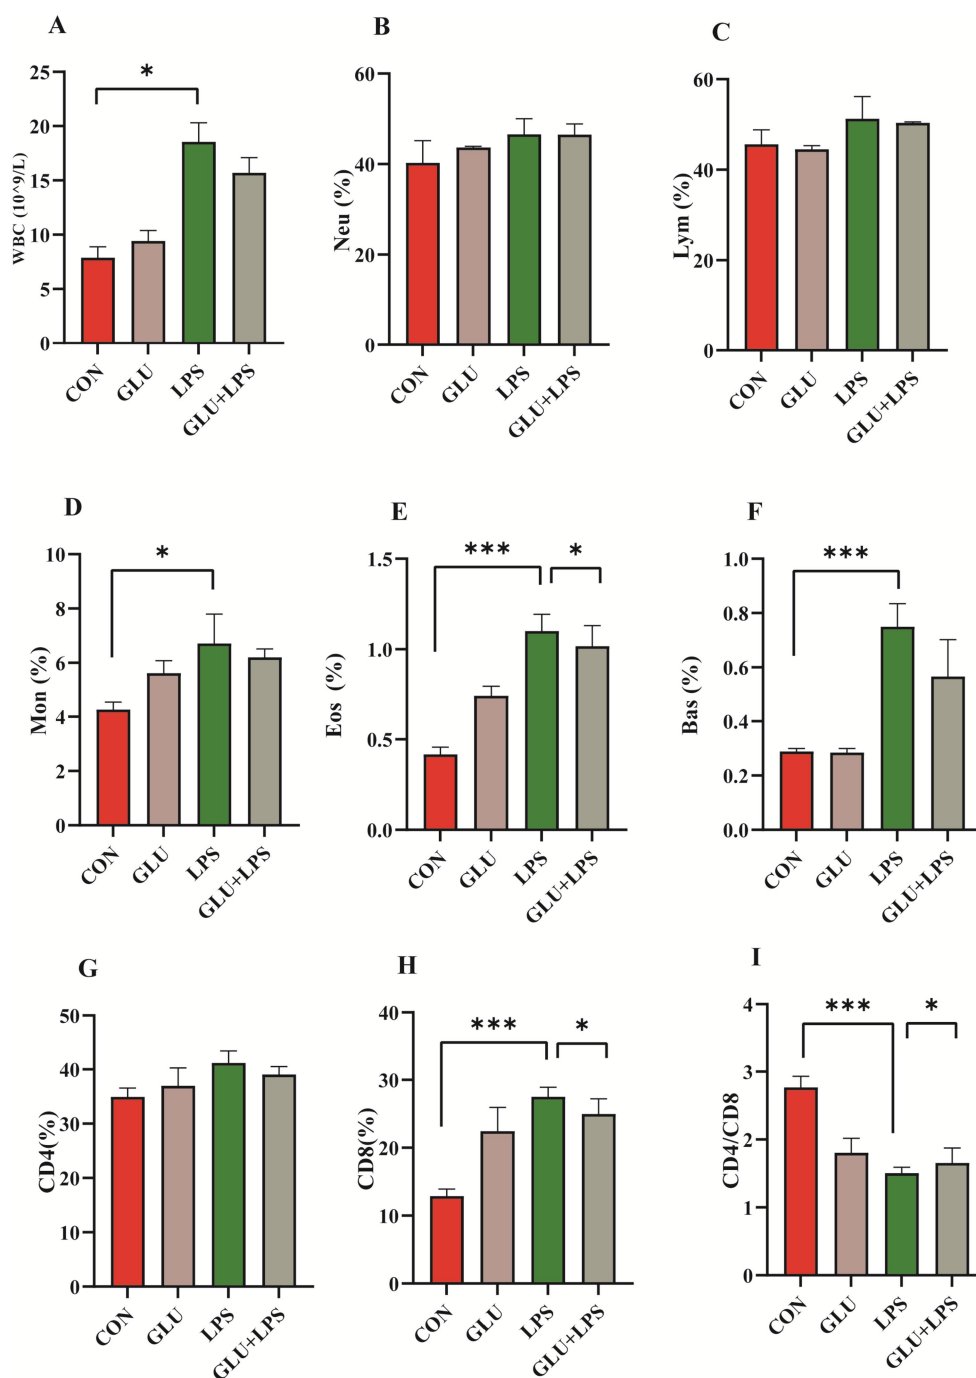 A
WBC (10^9/L)
25
20
15
10
5
0
*
CON
GLU
LPS
GLU+LPS
B
Neu (%)
60
40
20
0
CON
GLU
LPS
GLU+LPS
C
Lym (%)
60
40
20
0
CON
GLU
LPS
GLU+LPS
D
Mon (%)
10
8
6
4
2
0
*
CON
GLU
LPS
GLU+LPS
E
Eos (%)
1.5
1.0
0.5
0.0
***
*
CON
GLU
LPS
GLU+LPS
F
Bas (%)
1.0
0.8
0.6
0.4
0.2
0.0
***
CON
GLU
LPS
GLU+LPS
G
CD4(%)
50
40
30
20
10
0
CON
GLU
LPS
GLU+LPS
H
CD8(%)
40
30
20
10
0
***
*
CON
GLU
LPS
GLU+LPS
I
CD4/CD8
4
3
2
1
0
***
*
CON
GLU
LPS
GLU+LPS